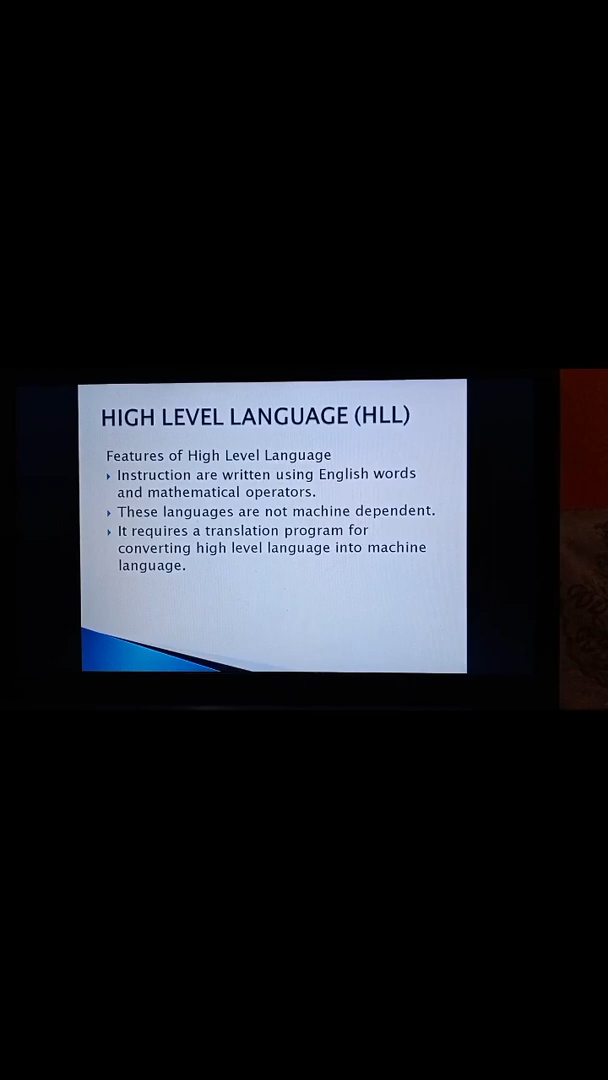 HIGH LEVEL LANGUAGE (HLL)
Features of High Level Language
Instruction are written using English words
and mathematical operators.
These languages are not machine dependent.
It requires a translation program for
converting high level language into machine
language.